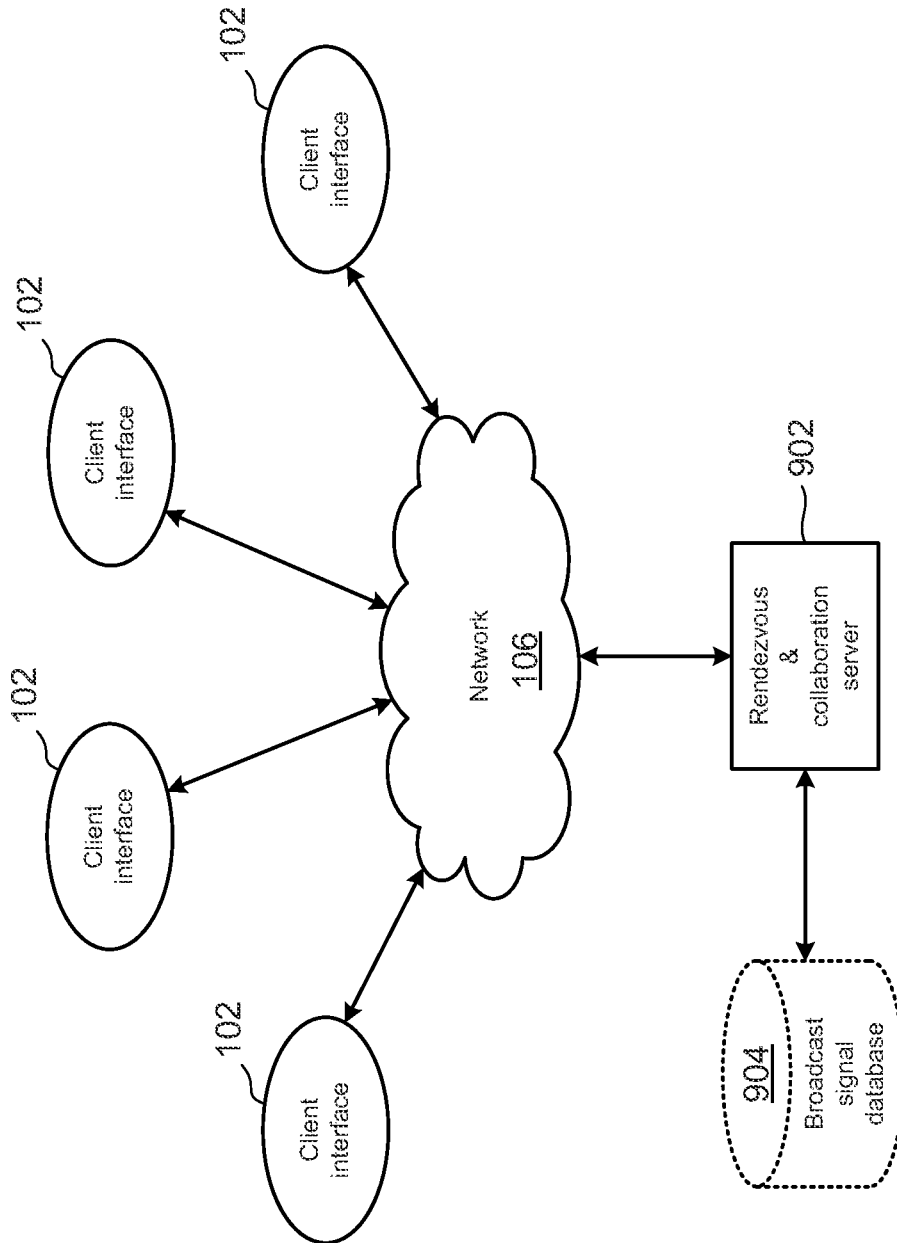 102
Client
interface
102
Client
interface
102
Client
interface
102
Client
interface
Network
106
904
Broadcast
signal
database
902
Rendezvous
&
collaboration
server